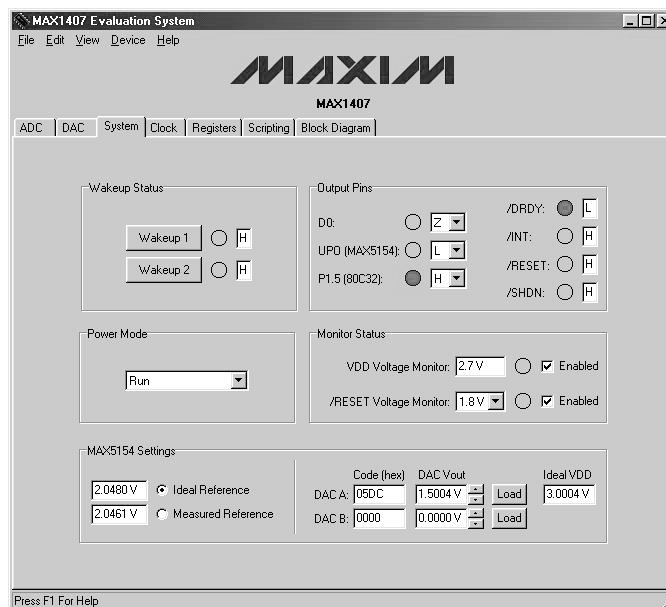 MAX1407 Evaluation System
File Edit View Device Help
MAXIM
MAX1407
ADC DAC System Clock Registers Scripting Block Diagram
Wakeup Status
Wakeup 1 H
Wakeup 2 H
Output Pins
D0: Z
UPO (MAX5154): L
P1.5 (80C32): H
/DRDY: L
/INT: H
/RESET: H
/SHDN: H
Power Mode
Run
Monitor Status
VDD Voltage Monitor: 2.7 V Enabled
/RESET Voltage Monitor: 1.8 V Enabled
MAX5154 Settings
2.0480 V Ideal Reference
2.0461 V Measured Reference
Code (hex) DAC Vout Ideal VDD
DAC A: 05DC 1.5004 V Load 3.0004 V
DAC B: 0000 0.0000 V Load
Press F1 For Help